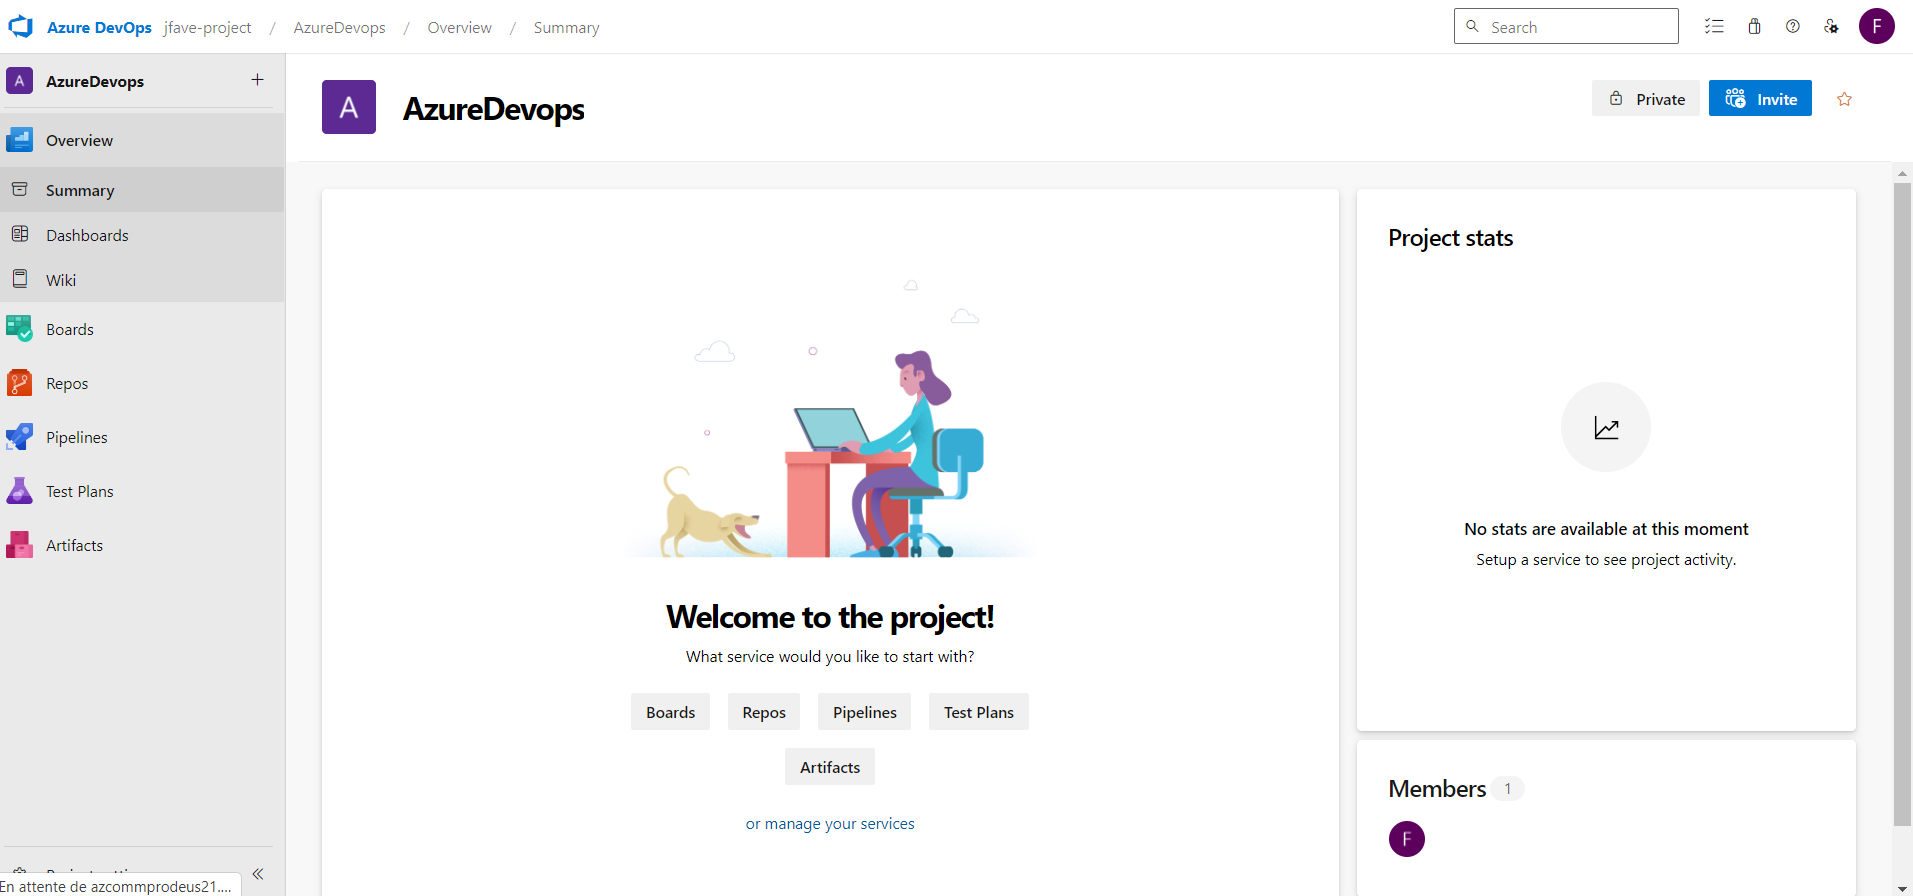 Azure DevOps jfave-project / AzureDevops / Overview / Summary
Search
F
A AzureDevops +
Overview
Summary
Dashboards
Wiki
Boards
Repos
Pipelines
Test Plans
Artifacts
En attente de azcommprodeus21....
A AzureDevops
Private
Invite
Welcome to the project!
What service would you like to start with?
Boards Repos Pipelines Test Plans
Artifacts
or manage your services
Project stats
No stats are available at this moment
Setup a service to see project activity.
Members 1
F